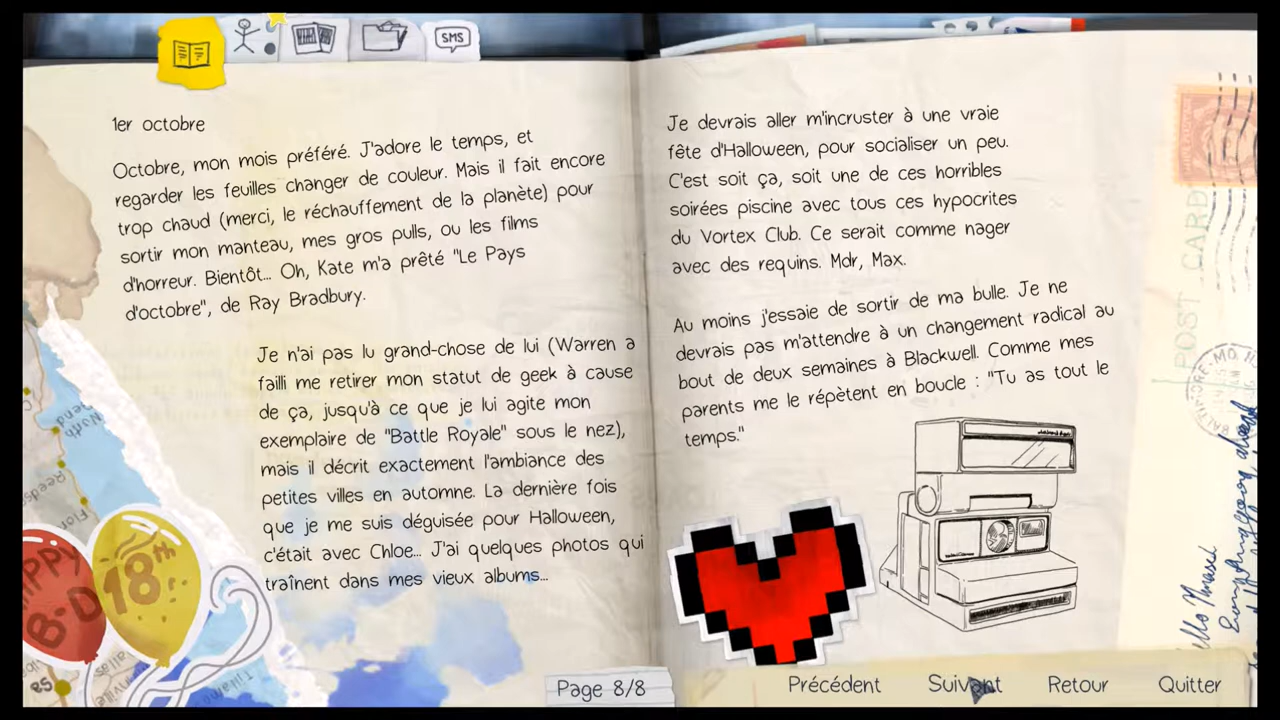 SMS
1er octobre
Octobre, mon mois préféré. J'adore le temps, et
regarder les feuilles changer de couleur. Mais il fait encore
trop chaud (merci, le réchauffement de la planète) pour
sortir mon manteau, mes gros pulls, ou les films
d'horreur. Bientôt... Oh, Kate m'a prêté "Le Pays
d'octobre", de Ray Bradbury.
Je n'ai pas lu grand-chose de lui (Warren a
failli me retirer mon statut de geek à cause
de ça, jusqu'à ce que je lui agite mon
exemplaire de "Battle Royale" sous le nez),
mais il décrit exactement l'ambiance des
petites villes en automne. La dernière fois
que je me suis déguisée pour Halloween,
c'était avec Chloe... J'ai quelques photos qui
traînent dans mes vieux albums...
18th
B-D
Je devrais aller m'incruster à une vraie
fête d'Halloween, pour socialiser un peu.
C'est soit ça, soit une de ces horribles
soirées piscine avec tous ces hypocrites
du Vortex Club. Ce serait comme nager
avec des requins. Mdr, Max.
Au moins j'essaie de sortir de ma bulle. Je ne
devrais pas m'attendre à un changement radical au
bout de deux semaines à Blackwell. Comme mes
parents me le répètent en boucle : "Tu as tout le
temps."
POST CARD
Page 8/8
Précédent
Suivant
Retour
Quitter